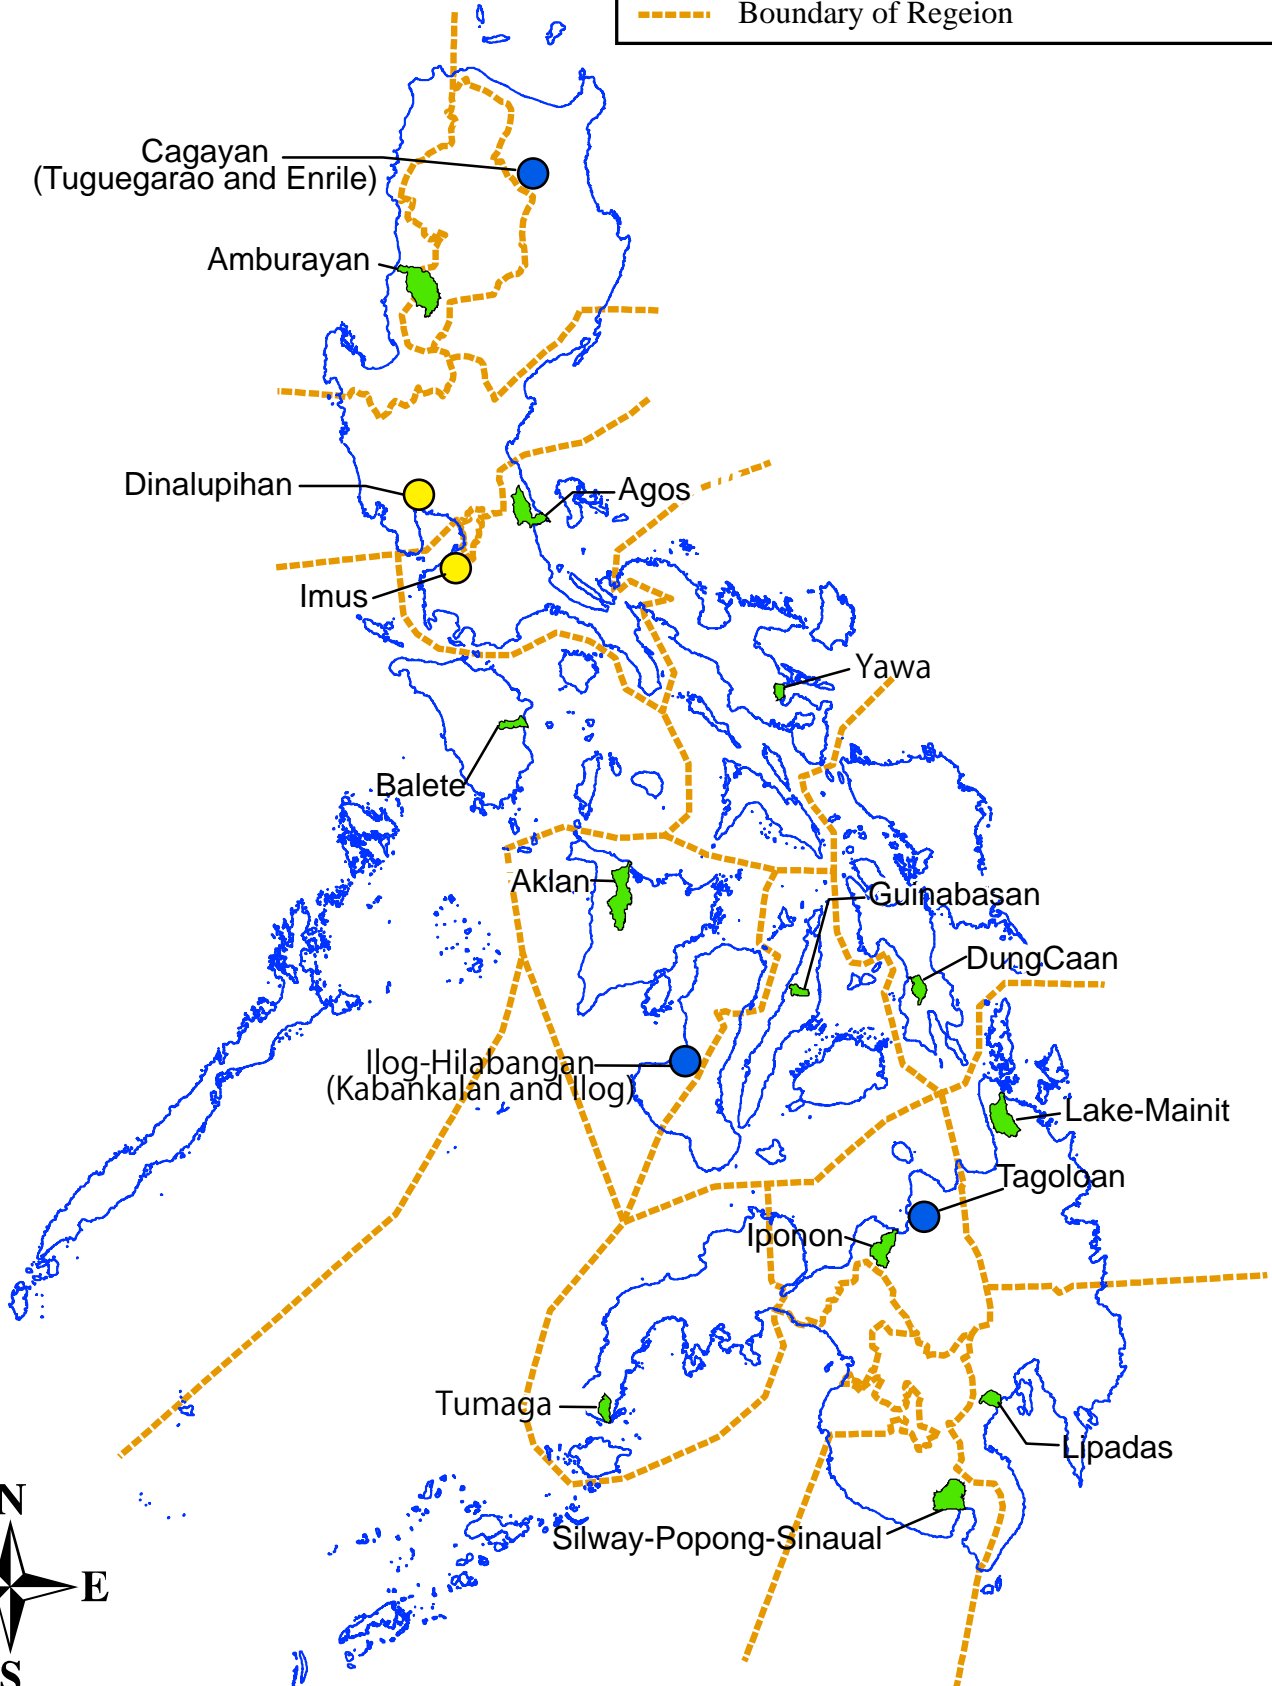 Boundary of Regeion
Cagayan
(Tuguegarao and Enrile)
Amburayan
Dinalupihan
Agos
Imus
Yawa
Balete
Aklan
Guinabasan
DungCaan
Ilog-Hilabangan
(Kabankalan and Ilog)
Lake-Mainit
Tagoloan
Iponon
Tumaga
Lipadas
N
Silway-Popong-Sinaual
E
S